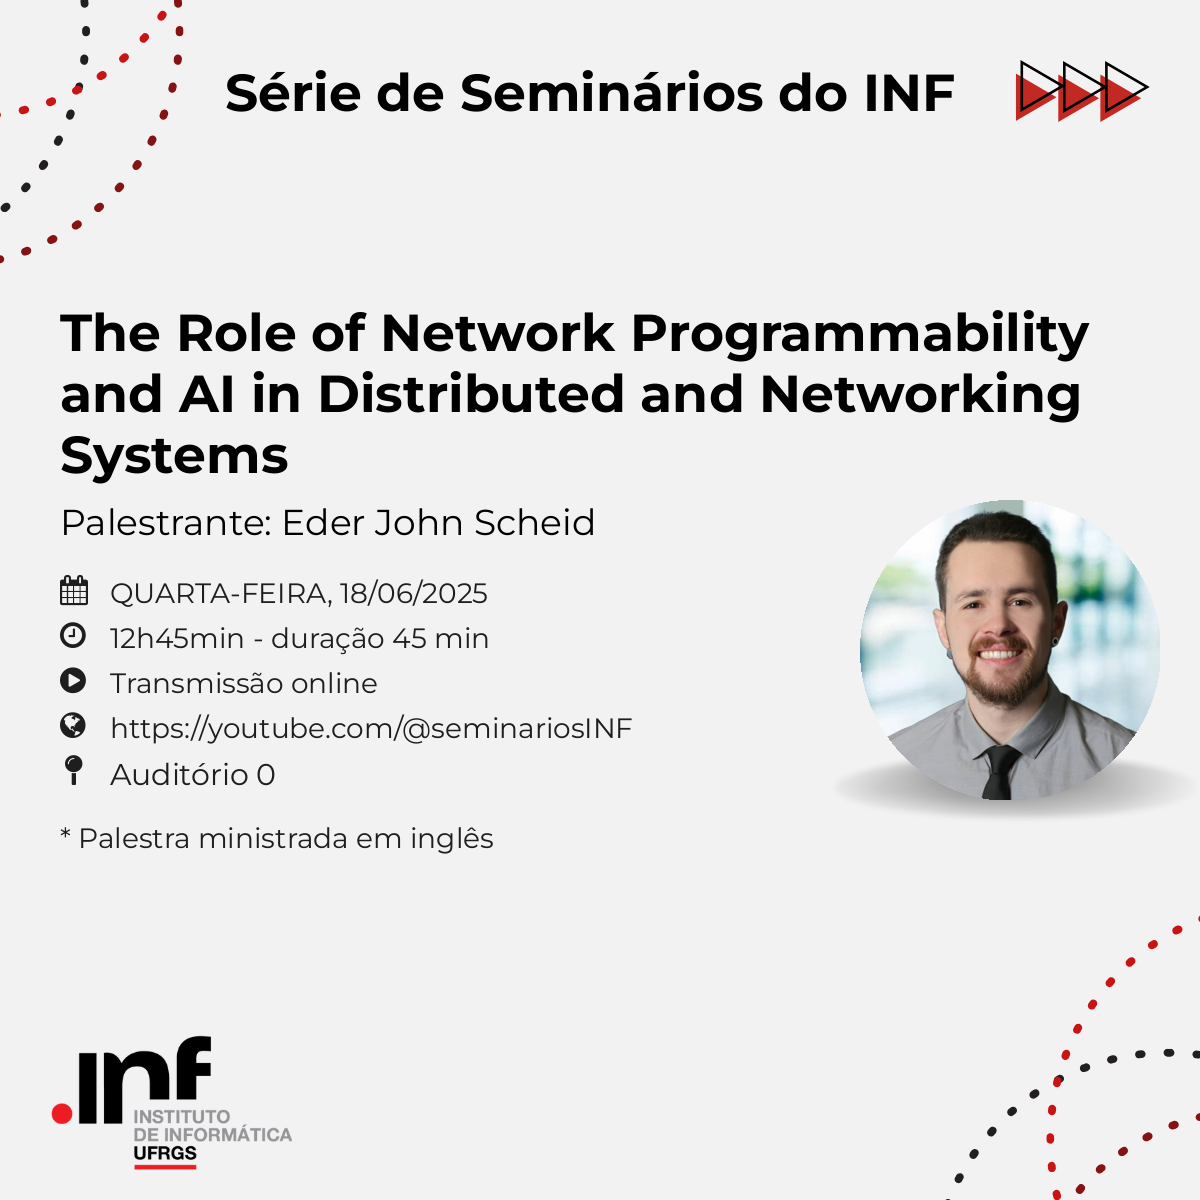 Série de Seminários do INF
The Role of Network Programmability
and AI in Distributed and Networking
Systems
Palestrante: Eder John Scheid
QUARTA-FEIRA, 18/06/2025
12h45min - duração 45 min
Transmissão online
https://youtube.com/@seminariosINF
Auditório 0
* Palestra ministrada em inglês
.inf
INSTITUTO
DE INFORMÁTICA
UFRGS